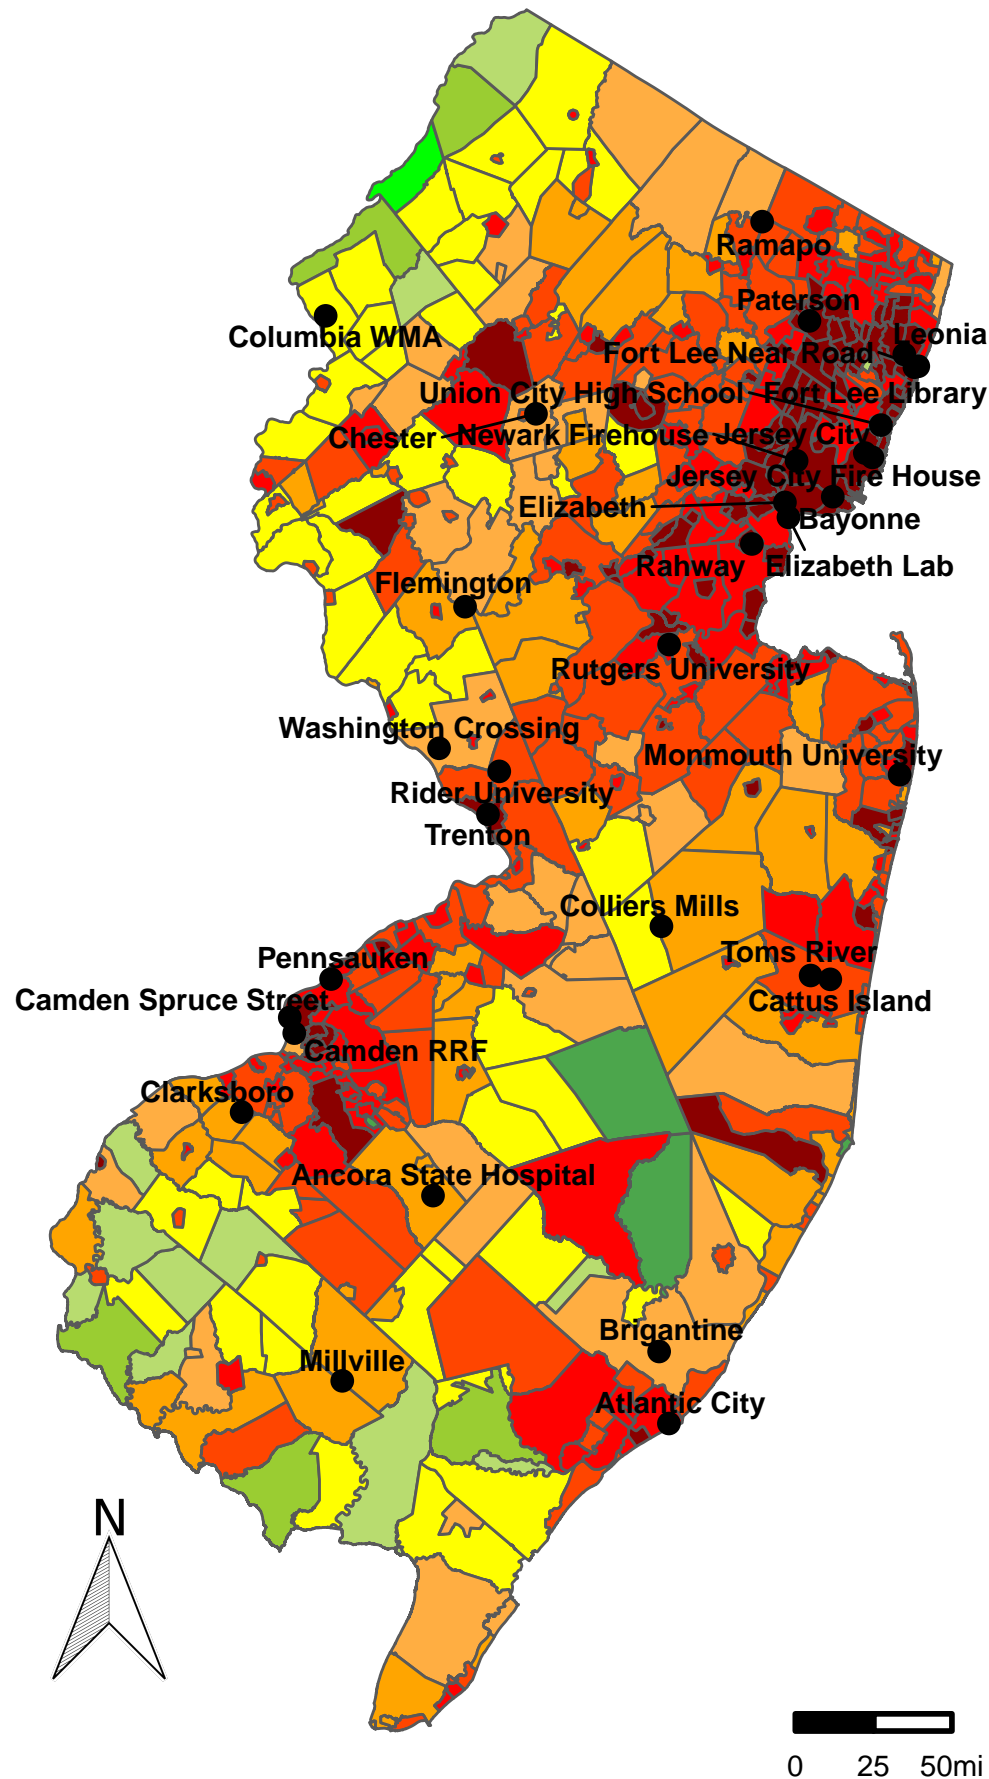 Ramapo
Paterson
Leonia
Columbia WMA
Fort Lee Near Road
Union City High School
Fort Lee Library
Chester
Newark Firehouse
Jersey City
Jersey City Fire House
Elizabeth
Bayonne
Rahway
Elizabeth Lab
Flemington
Rutgers University
Washington Crossing
Monmouth University
Rider University
Trenton
Colliers Mills
Toms River
Pennsauken
Camden Spruce Street
Cattus Island
Camden RRF
Clarksboro
Ancora State Hospital
Brigantine
Millville
Atlantic City
N
0 25 50mi